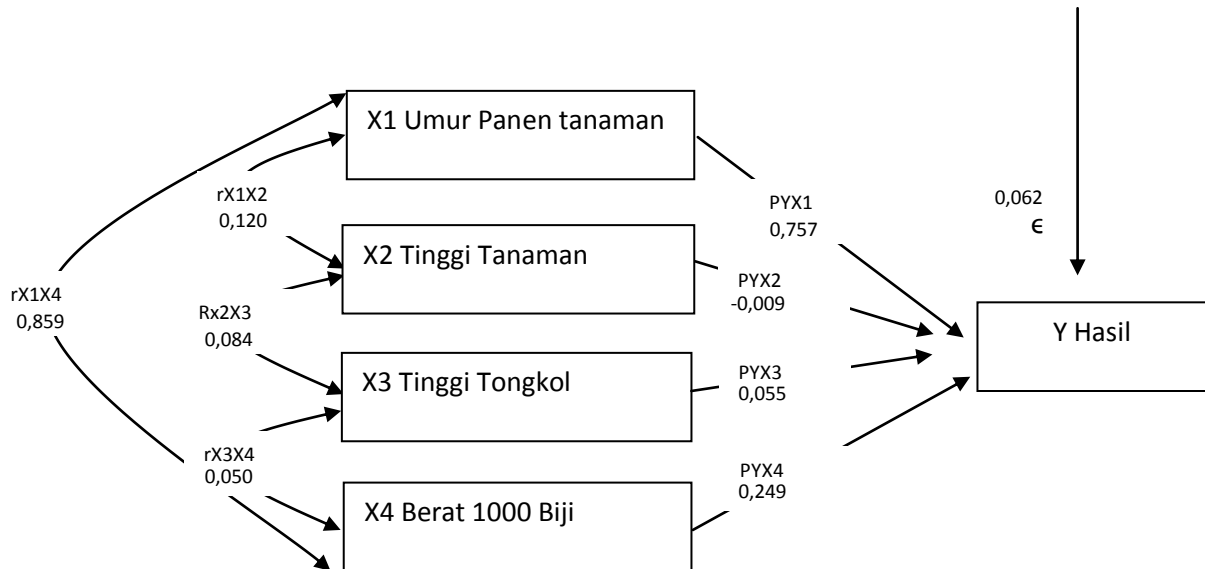 X1 Umur Panen tanaman
rX1X2
0,120
PYX1
0,757
0,062
ϵ
X2 Tinggi Tanaman
PYX2
-0,009
rX1X4
0,859
Rx2X3
0,084
Y Hasil
X3 Tinggi Tongkol
PYX3
0,055
rX3X4
0,050
PYX4
0,249
X4 Berat 1000 Biji